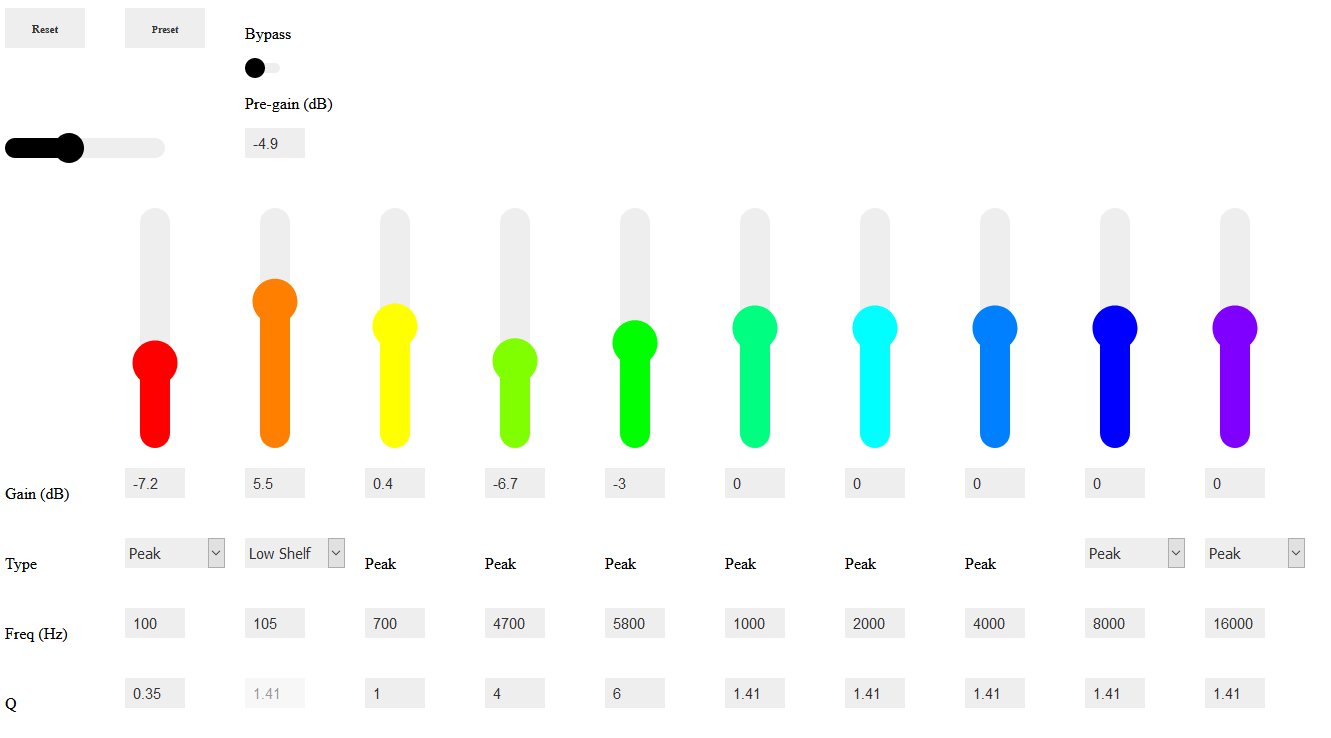 Reset Preset Bypass
Pre-gain (dB)
-4.9
Gain (dB) -7.2 5.5 0.4 -6.7 -3 0 0 0 0 0
Type Peak Low Shelf Peak Peak Peak Peak Peak Peak Peak Peak
Freq (Hz) 100 105 700 4700 5800 1000 2000 4000 8000 16000
Q 0.35 1.41 1 4 6 1.41 1.41 1.41 1.41 1.41